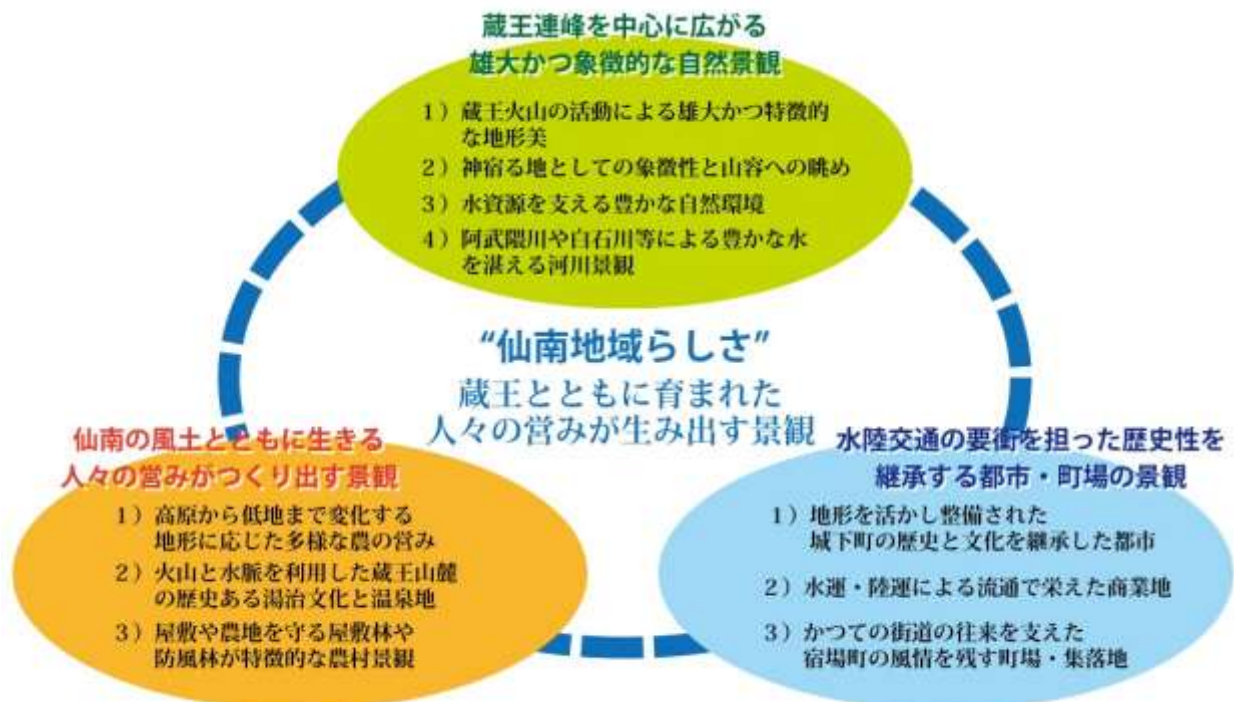 蔵王連峰を中心に広がる
雄大かつ象徴的な自然景観
1）蔵王火山の活動による雄大かつ特徴的
な地形美
2）神宿る地としての象徴性と山容への眺め
3）水資源を支える豊かな自然環境
4）阿武隈川や白石川等による豊かな水
を湛える河川景観
“仙南地域らしさ”
蔵王とともに育まれた
人々の営みが生み出す景観
仙南の風土とともに生きる
人々の営みがつくり出す景観
1）高原から低地まで変化する
地形に応じた多様な農の営み
2）火山と水脈を利用した蔵王山麓
の歴史ある湯治文化と温泉地
3）屋敷や農地を守る屋敷林や
防風林が特徴的な農村景観
水陸交通の要衝を担った歴史性を
継承する都市・町場の景観
1）地形を活かし整備された
城下町の歴史と文化を継承した都市
2）水運・陸運による流通で栄えた商業地
3）かつての街道の往来を支えた
宿場町の風情を残す町場・集落地